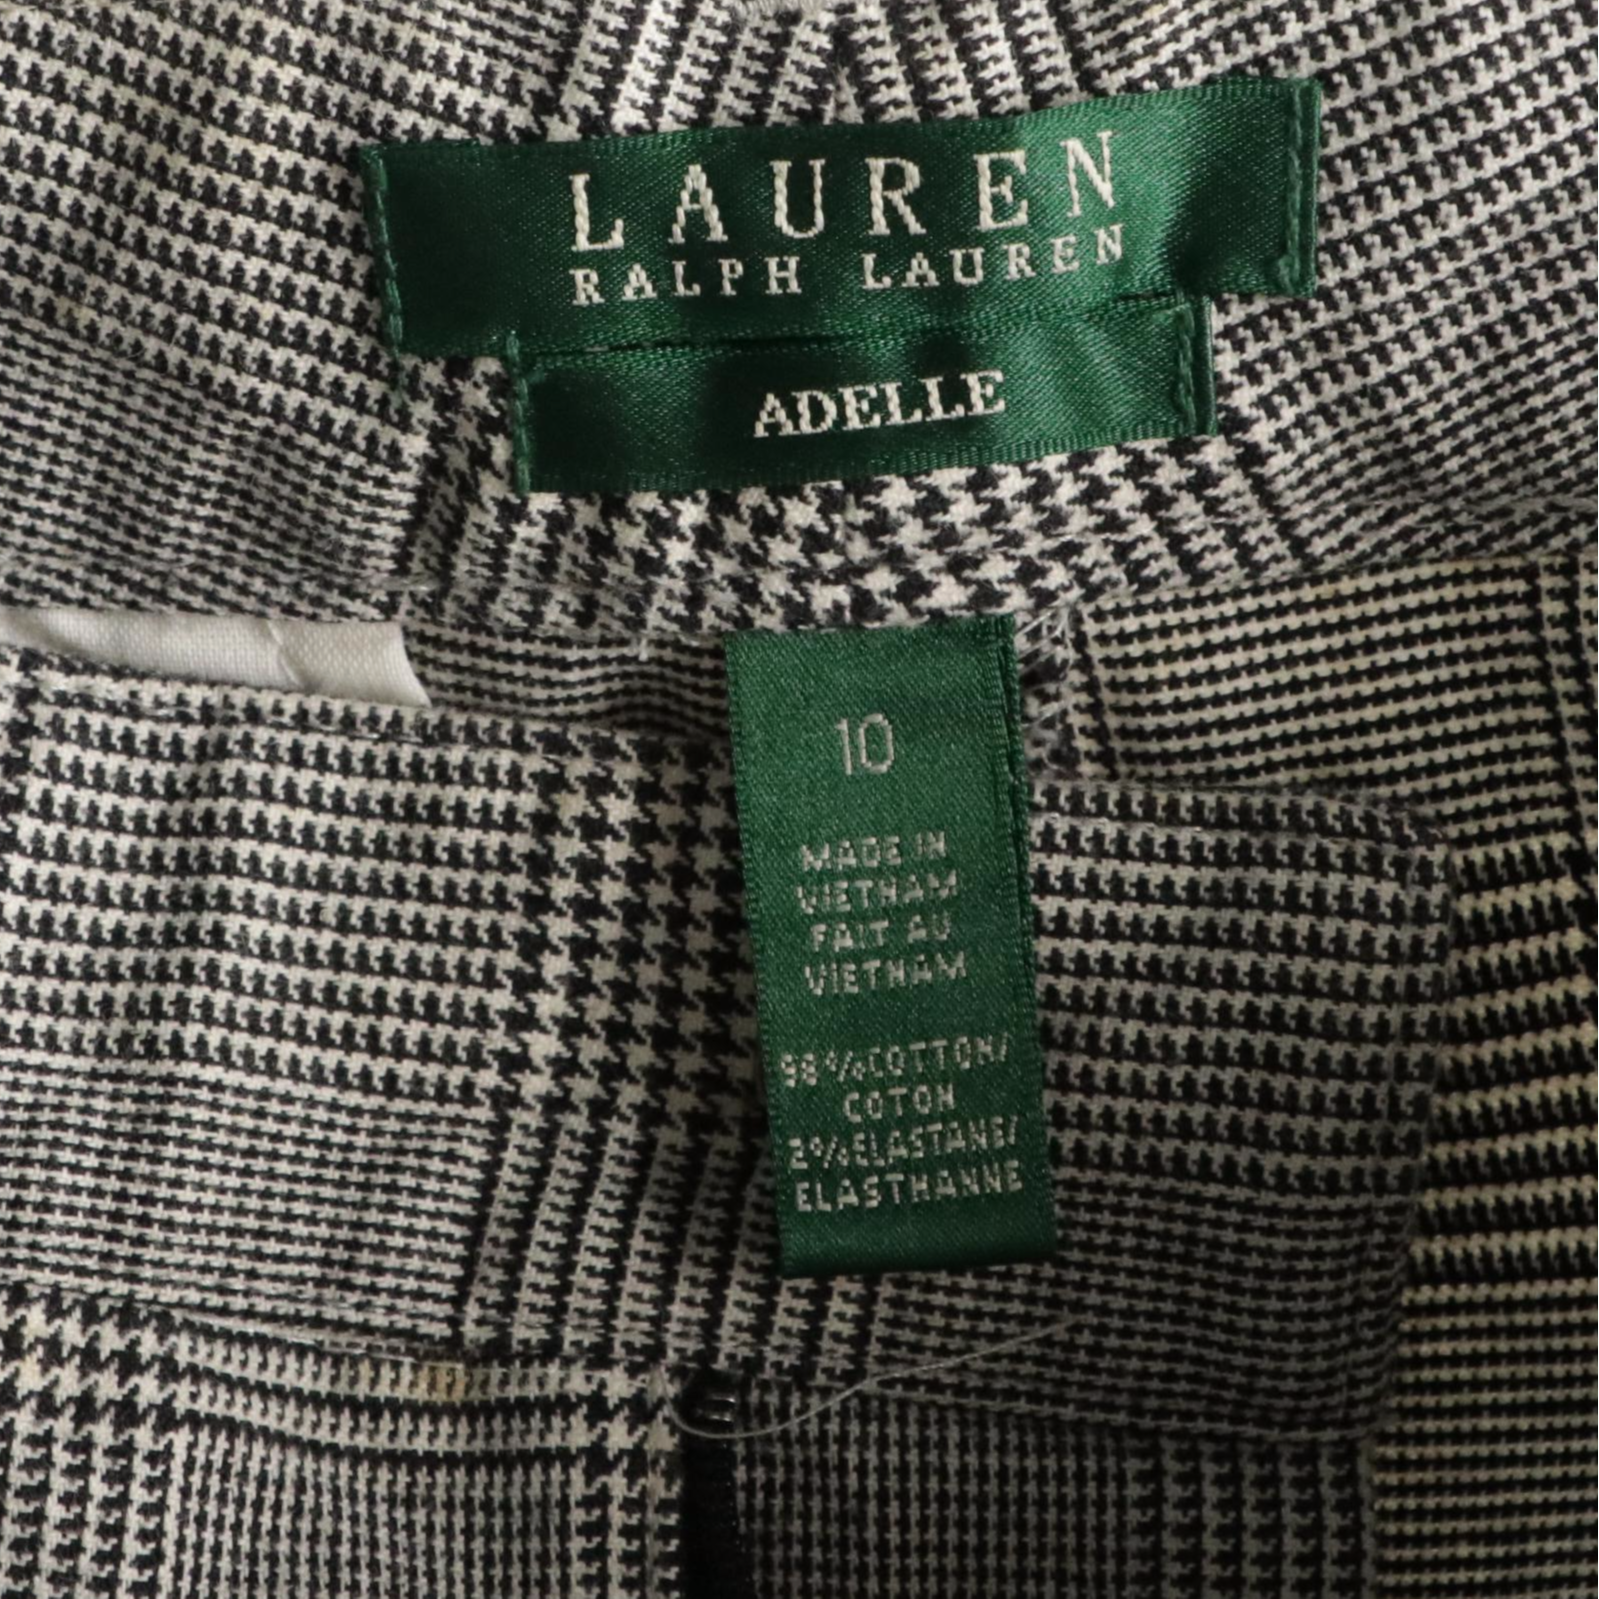 LAUREN
RALPH LAUREN
ADELLE
10
MADE IN
VIETNAM
FAIT AU
VIETNAM
98%COTTON/
COTON
2%ELASTANE/
ELASTHANNE